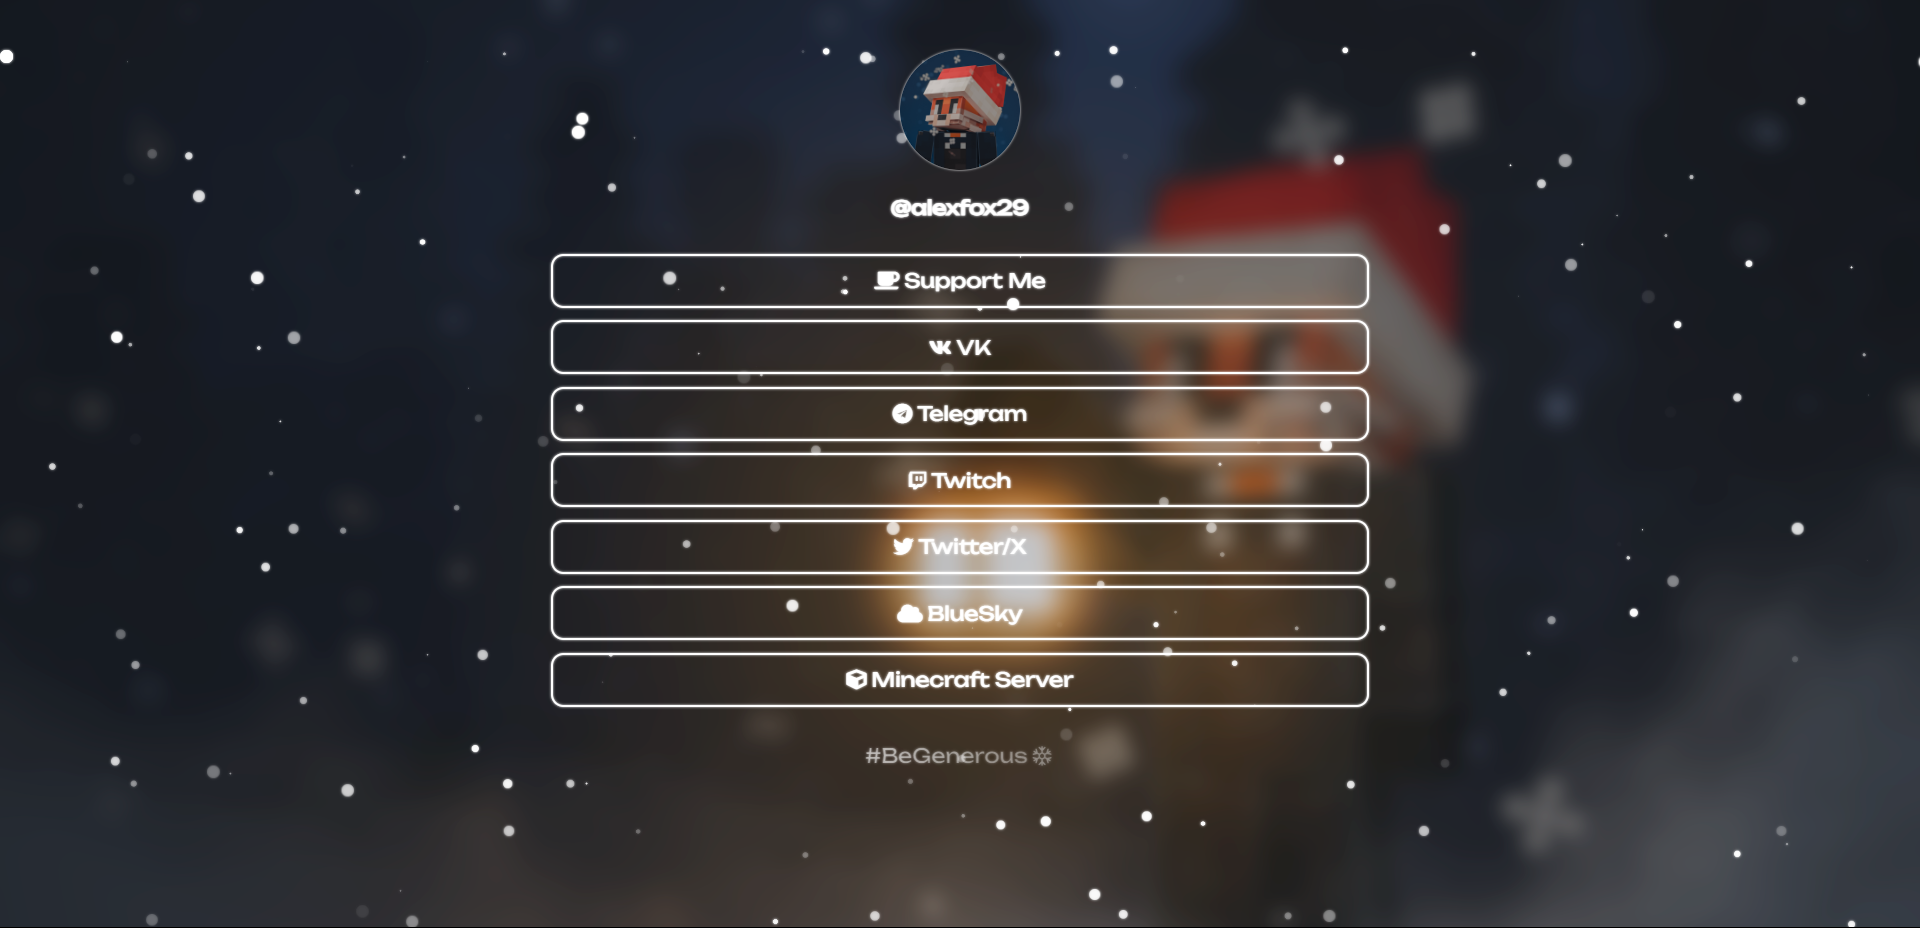 @alexfox29
Support Me
VK
Telegram
Twitch
Twitter/X
BlueSky
Minecraft Server
#BeGenerous